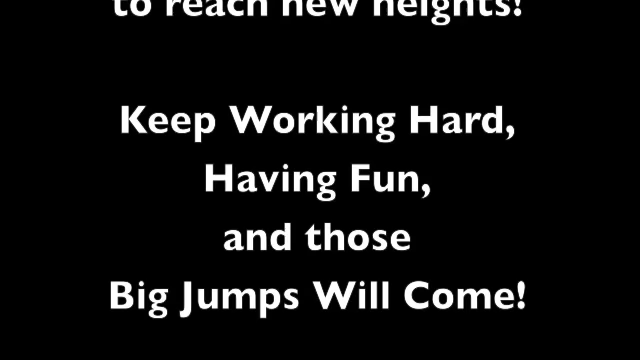 to reach new heights!
Keep Working Hard,
Having Fun,
and those
Big Jumps Will Come!